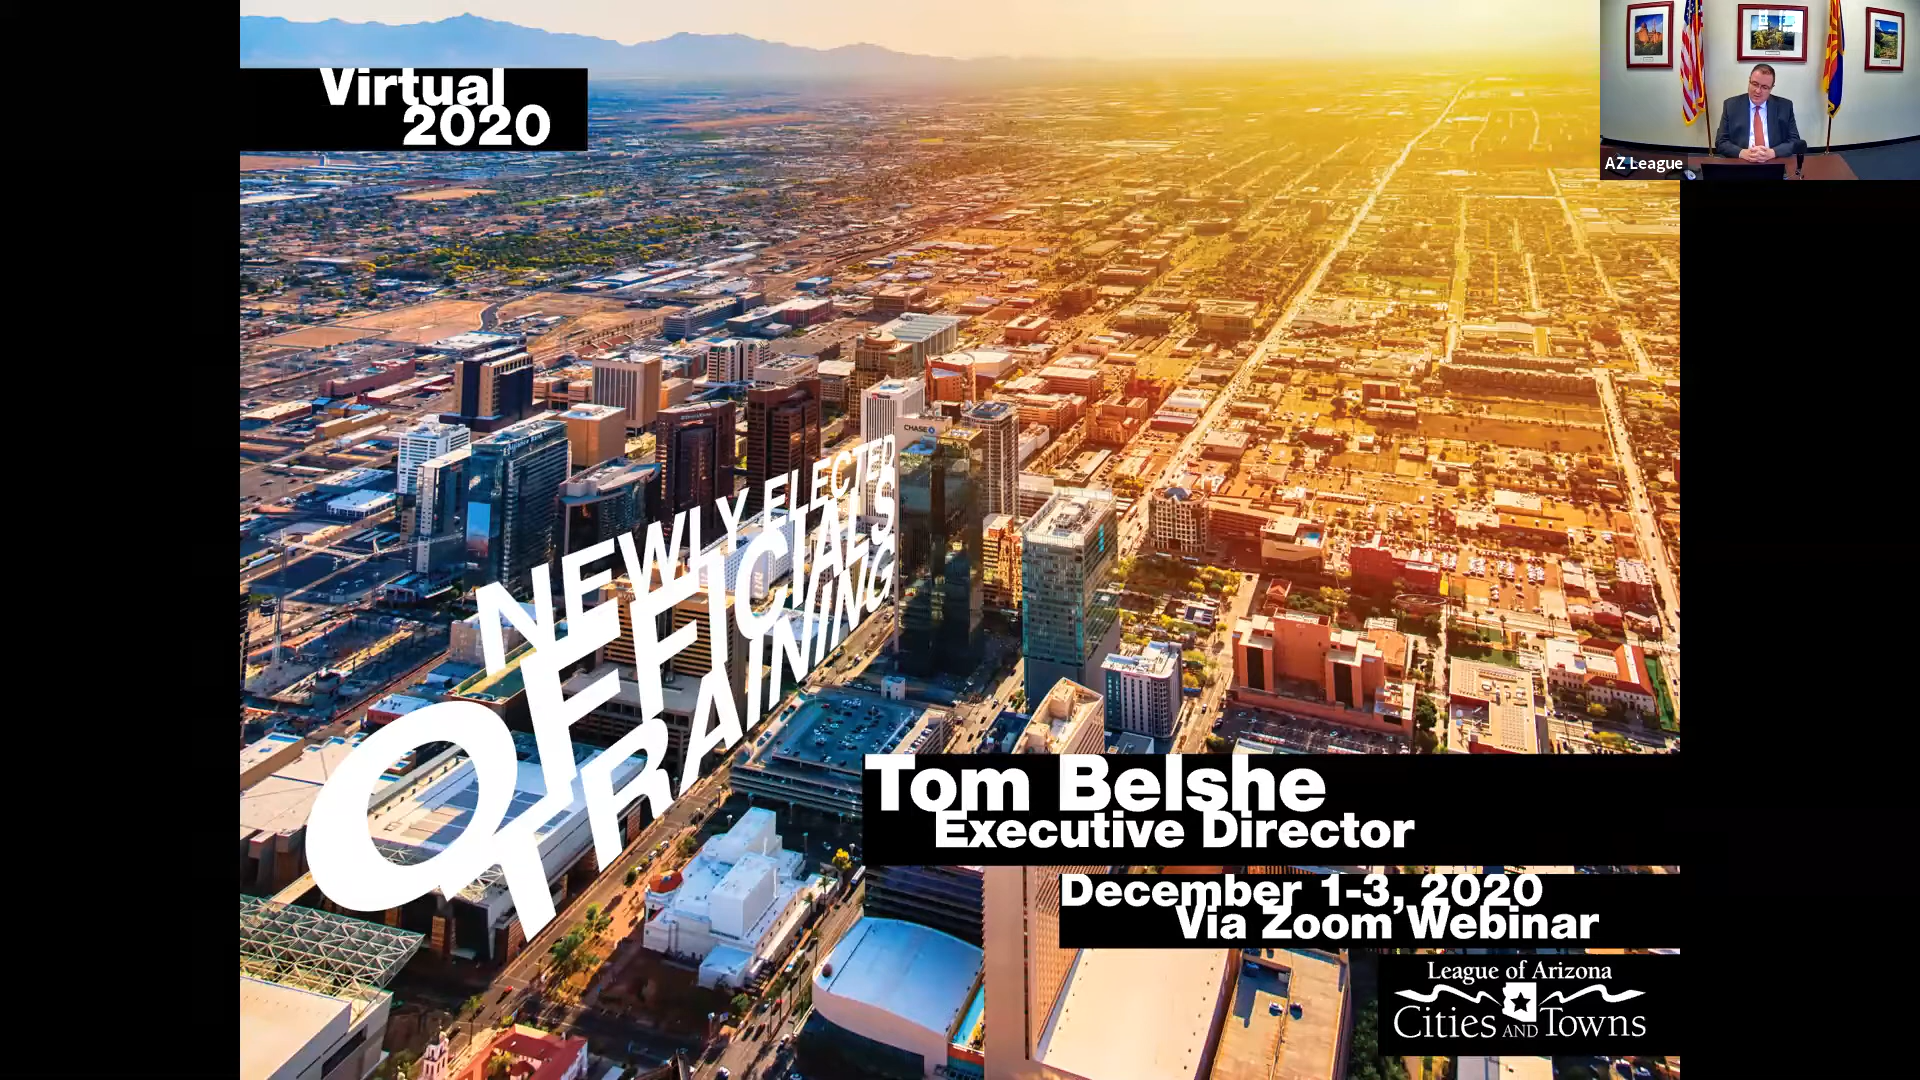 Virtual
2020
AZ League
CHASE
NEWLY ELECTED
OFFICIALS
TRAINING
Tom Belshe
Executive Director
December 1-3, 2020
Via Zoom Webinar
League of Arizona
Cities AND Towns